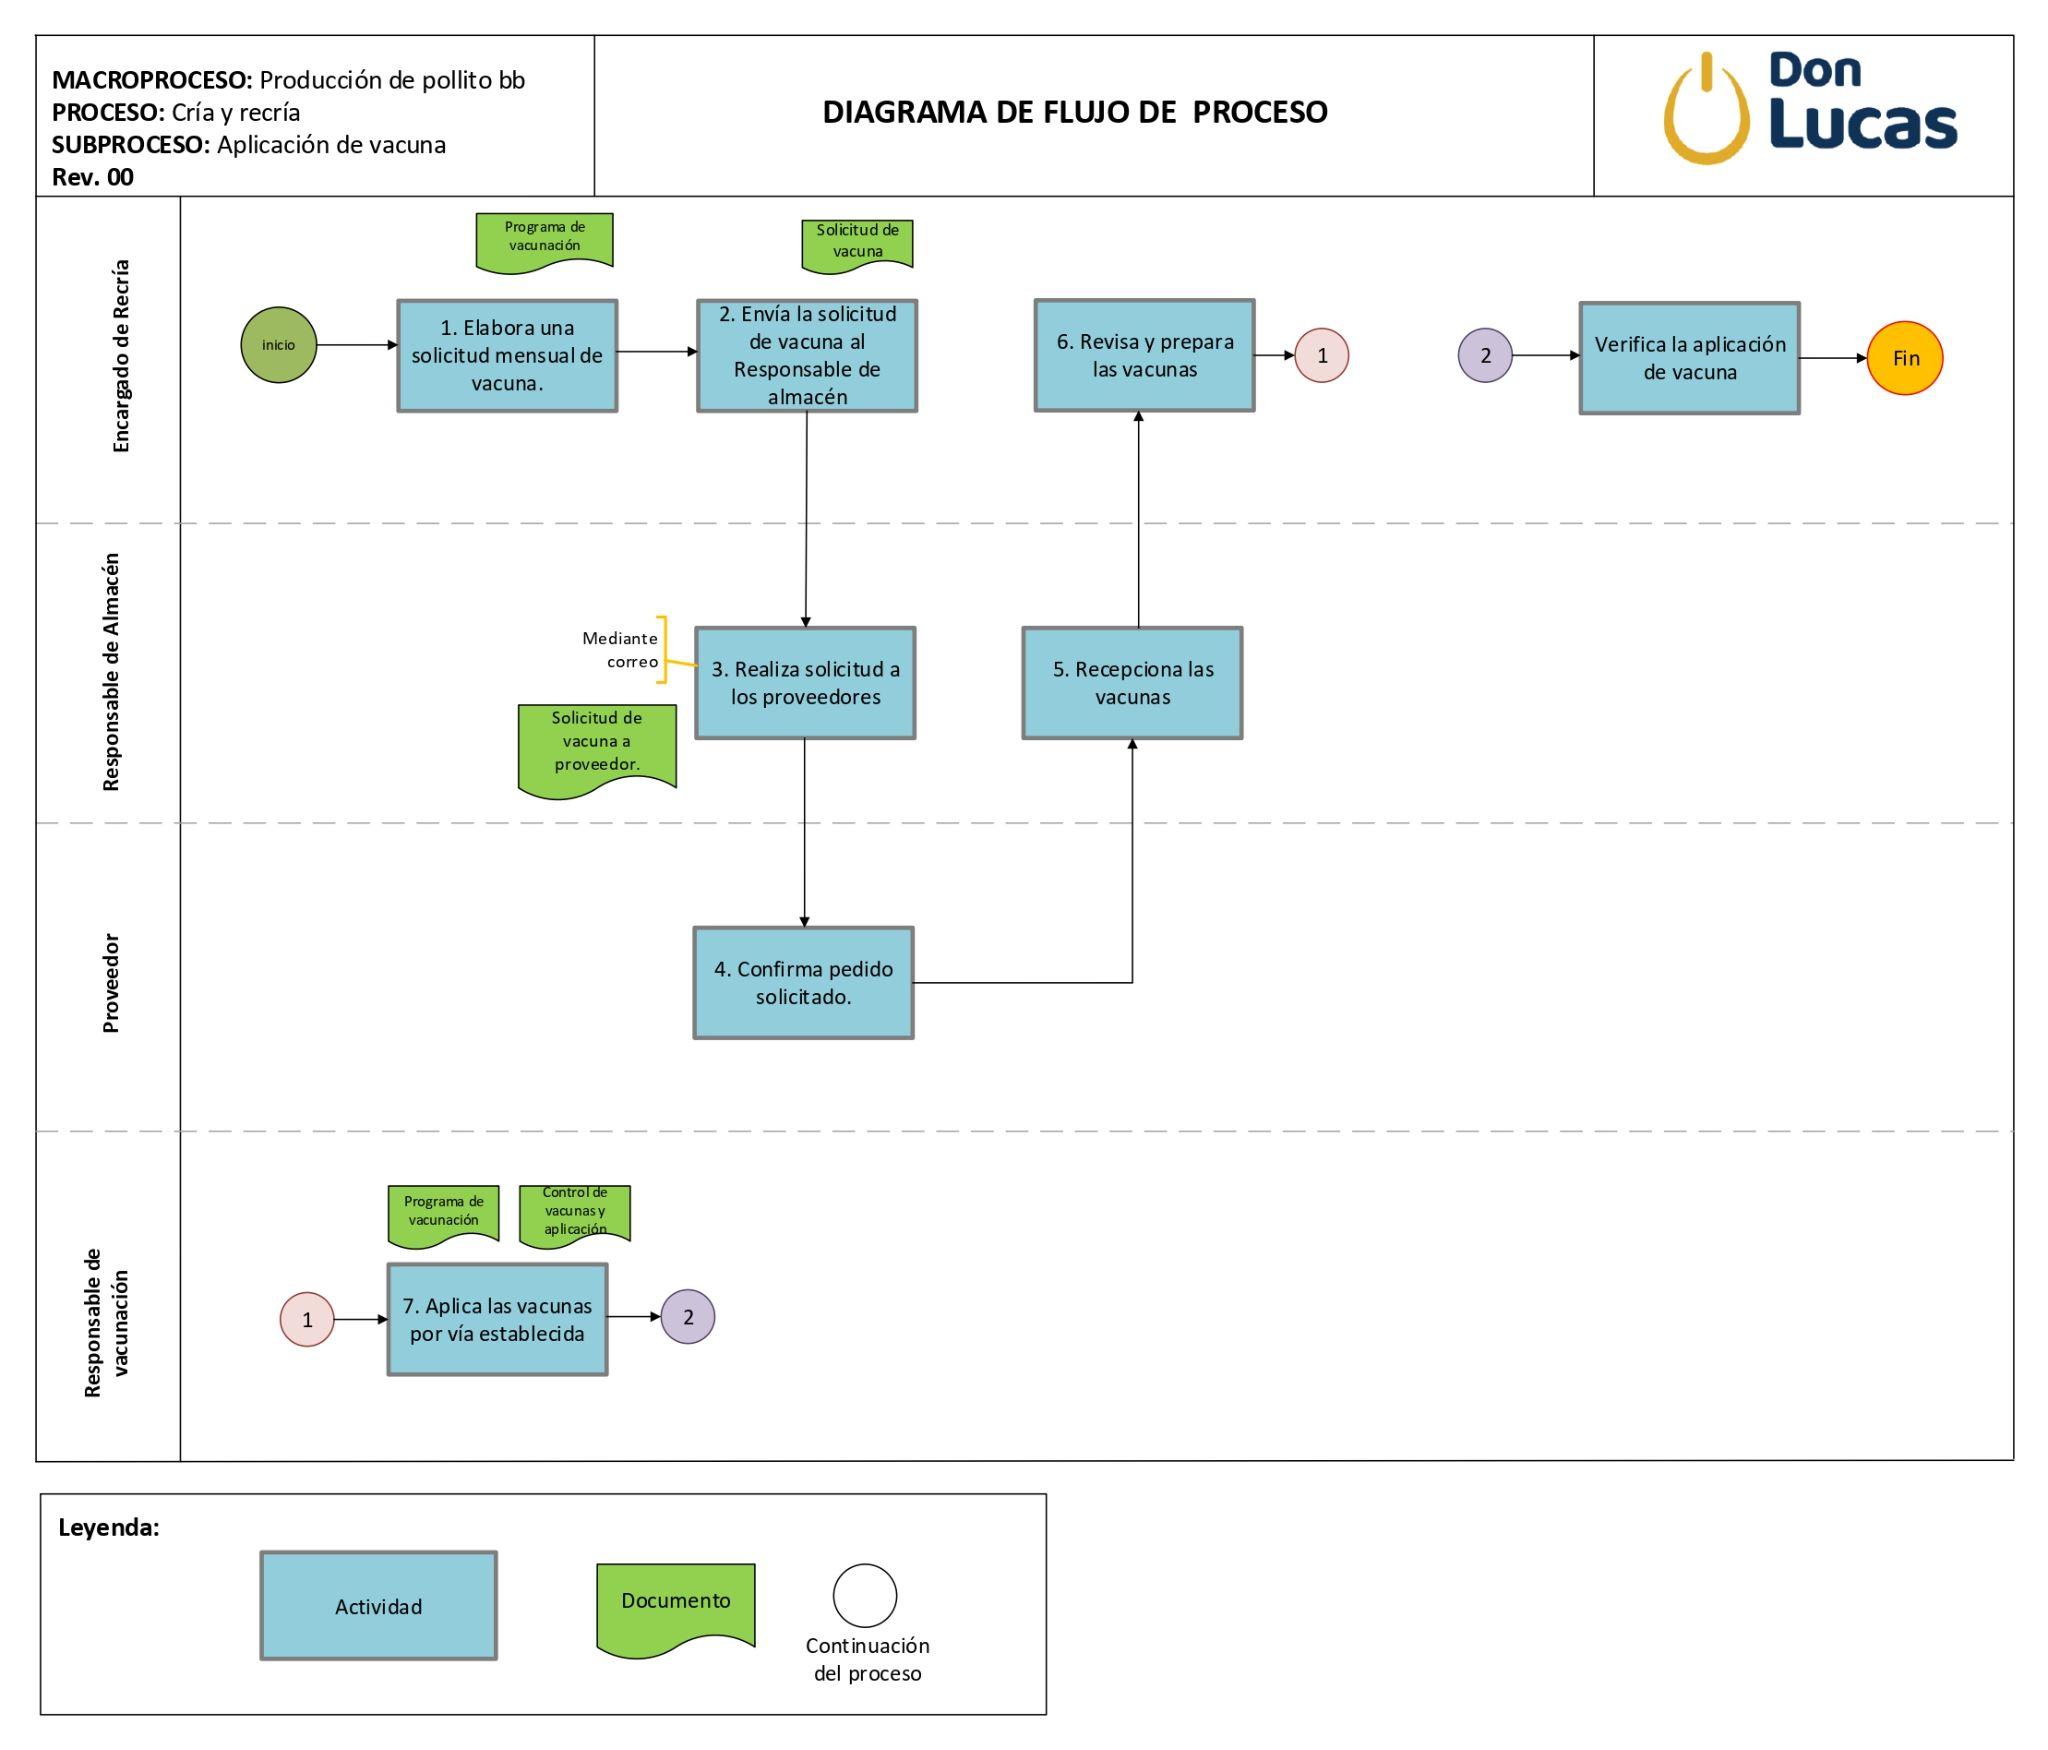 MACROPROCESO: Producción de pollito bb
PROCESO: Cría y recría
SUBPROCESO: Aplicación de vacuna
Rev. 00
DIAGRAMA DE FLUJO DE PROCESO
Don
Lucas
Encargado de Recría
Programa de
vacunación
Solicitud de
vacuna
inicio
1. Elabora una
solicitud mensual de
vacuna.
2. Envía la solicitud
de vacuna al
Responsable de
almacén
6. Revisa y prepara
las vacunas
1
2
Verifica la aplicación
de vacuna
Fin
Responsable de Almacén
Mediante
correo
3. Realiza solicitud a
los proveedores
Solicitud de
vacuna a
proveedor.
5. Recepciona las
vacunas
Proveedor
4. Confirma pedido
solicitado.
Responsable de
vacunación
Programa de
vacunación
Control de
vacunas y
aplicación
1
7. Aplica las vacunas
por vía establecida
2
Leyenda:
Actividad
Documento
Continuación
del proceso